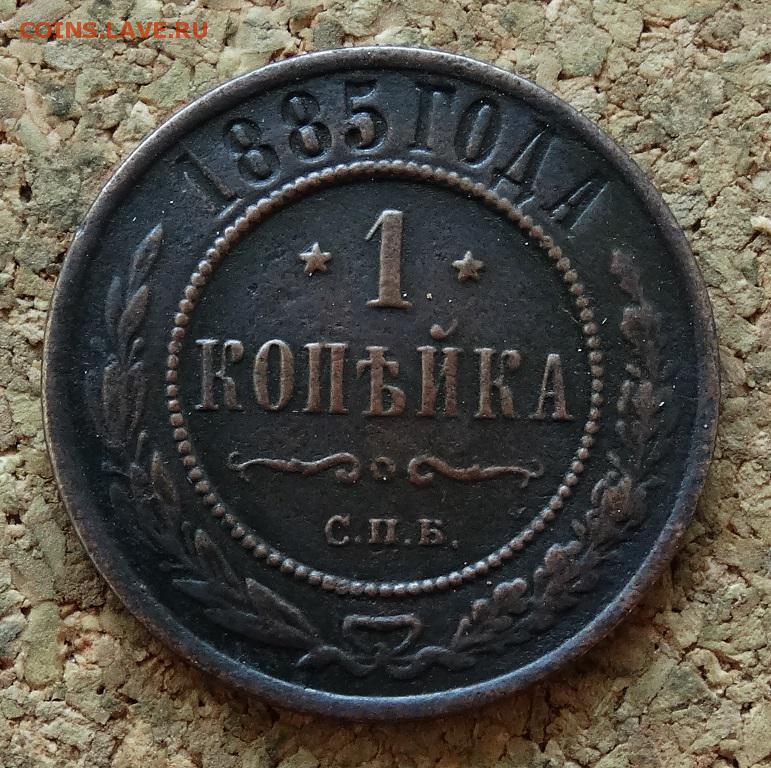 COINS.LAVE.RU
1885 ГОДА
1
КОПѢЙКА
С.П.Б.